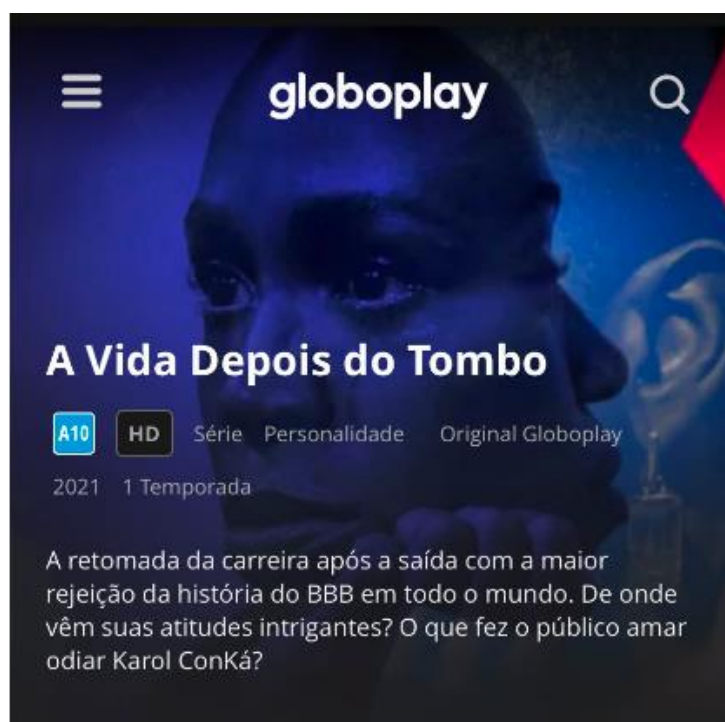 globoplay
A Vida Depois do Tombo
A10 HD Série Personalidade Original Globoplay
2021 1 Temporada
A retomada da carreira após a saída com a maior
rejeição da história do BBB em todo o mundo. De onde
vêm suas atitudes intrigantes? O que fez o público amar
odiar Karol ConKá?